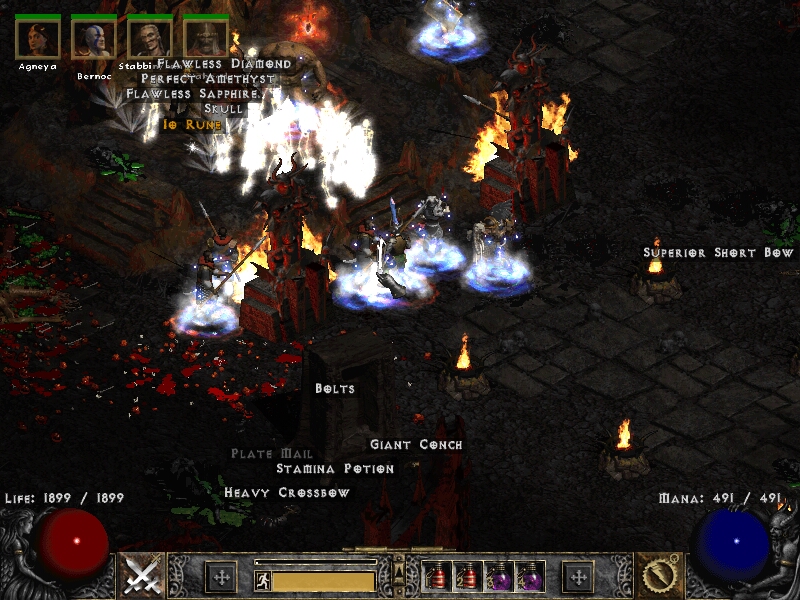 Agneya
Bernoc
Stabbin
Flawless Diamond
Perfect Amethyst
Flawless Sapphire
Skull
Io Rune
Superior Short Bow
Bolts
Giant Conch
Plate Mail
Stamina Potion
Heavy Crossbow
Life: 1899 / 1899
Mana: 491 / 491